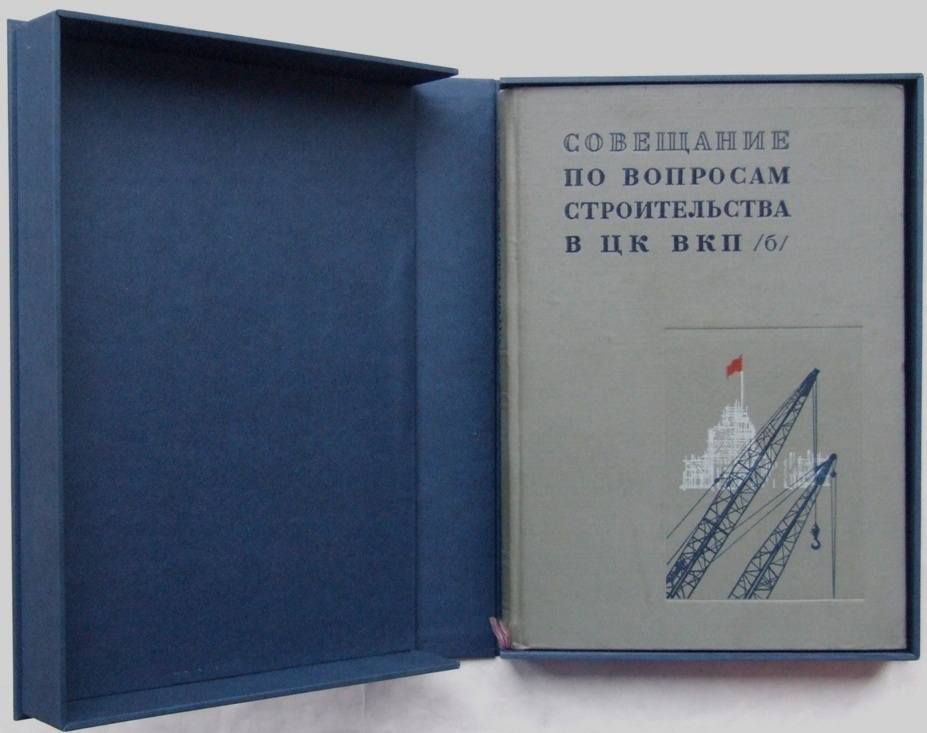 СОВЕЩАНИЕ
ПО ВОПРОСАМ
СТРОИТЕЛЬСТВА
В ЦК ВКП /б/